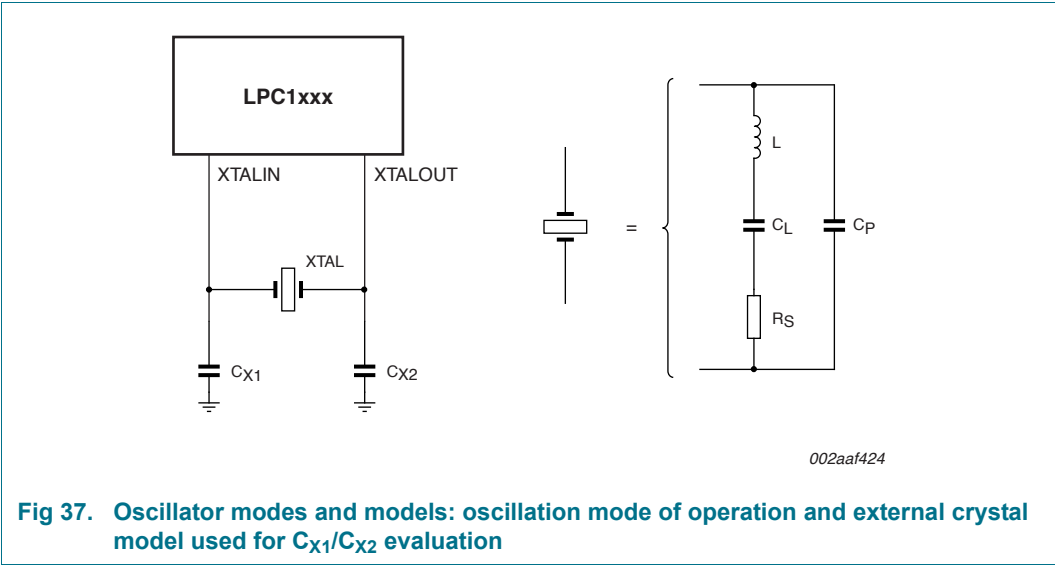 LPC1xxx
XTALIN
XTALOUT
XTAL
CX1
CX2
=
L
CL
CP
RS
002aaf424
Fig 37. Oscillator modes and models: oscillation mode of operation and external crystal
model used for CX1/CX2 evaluation